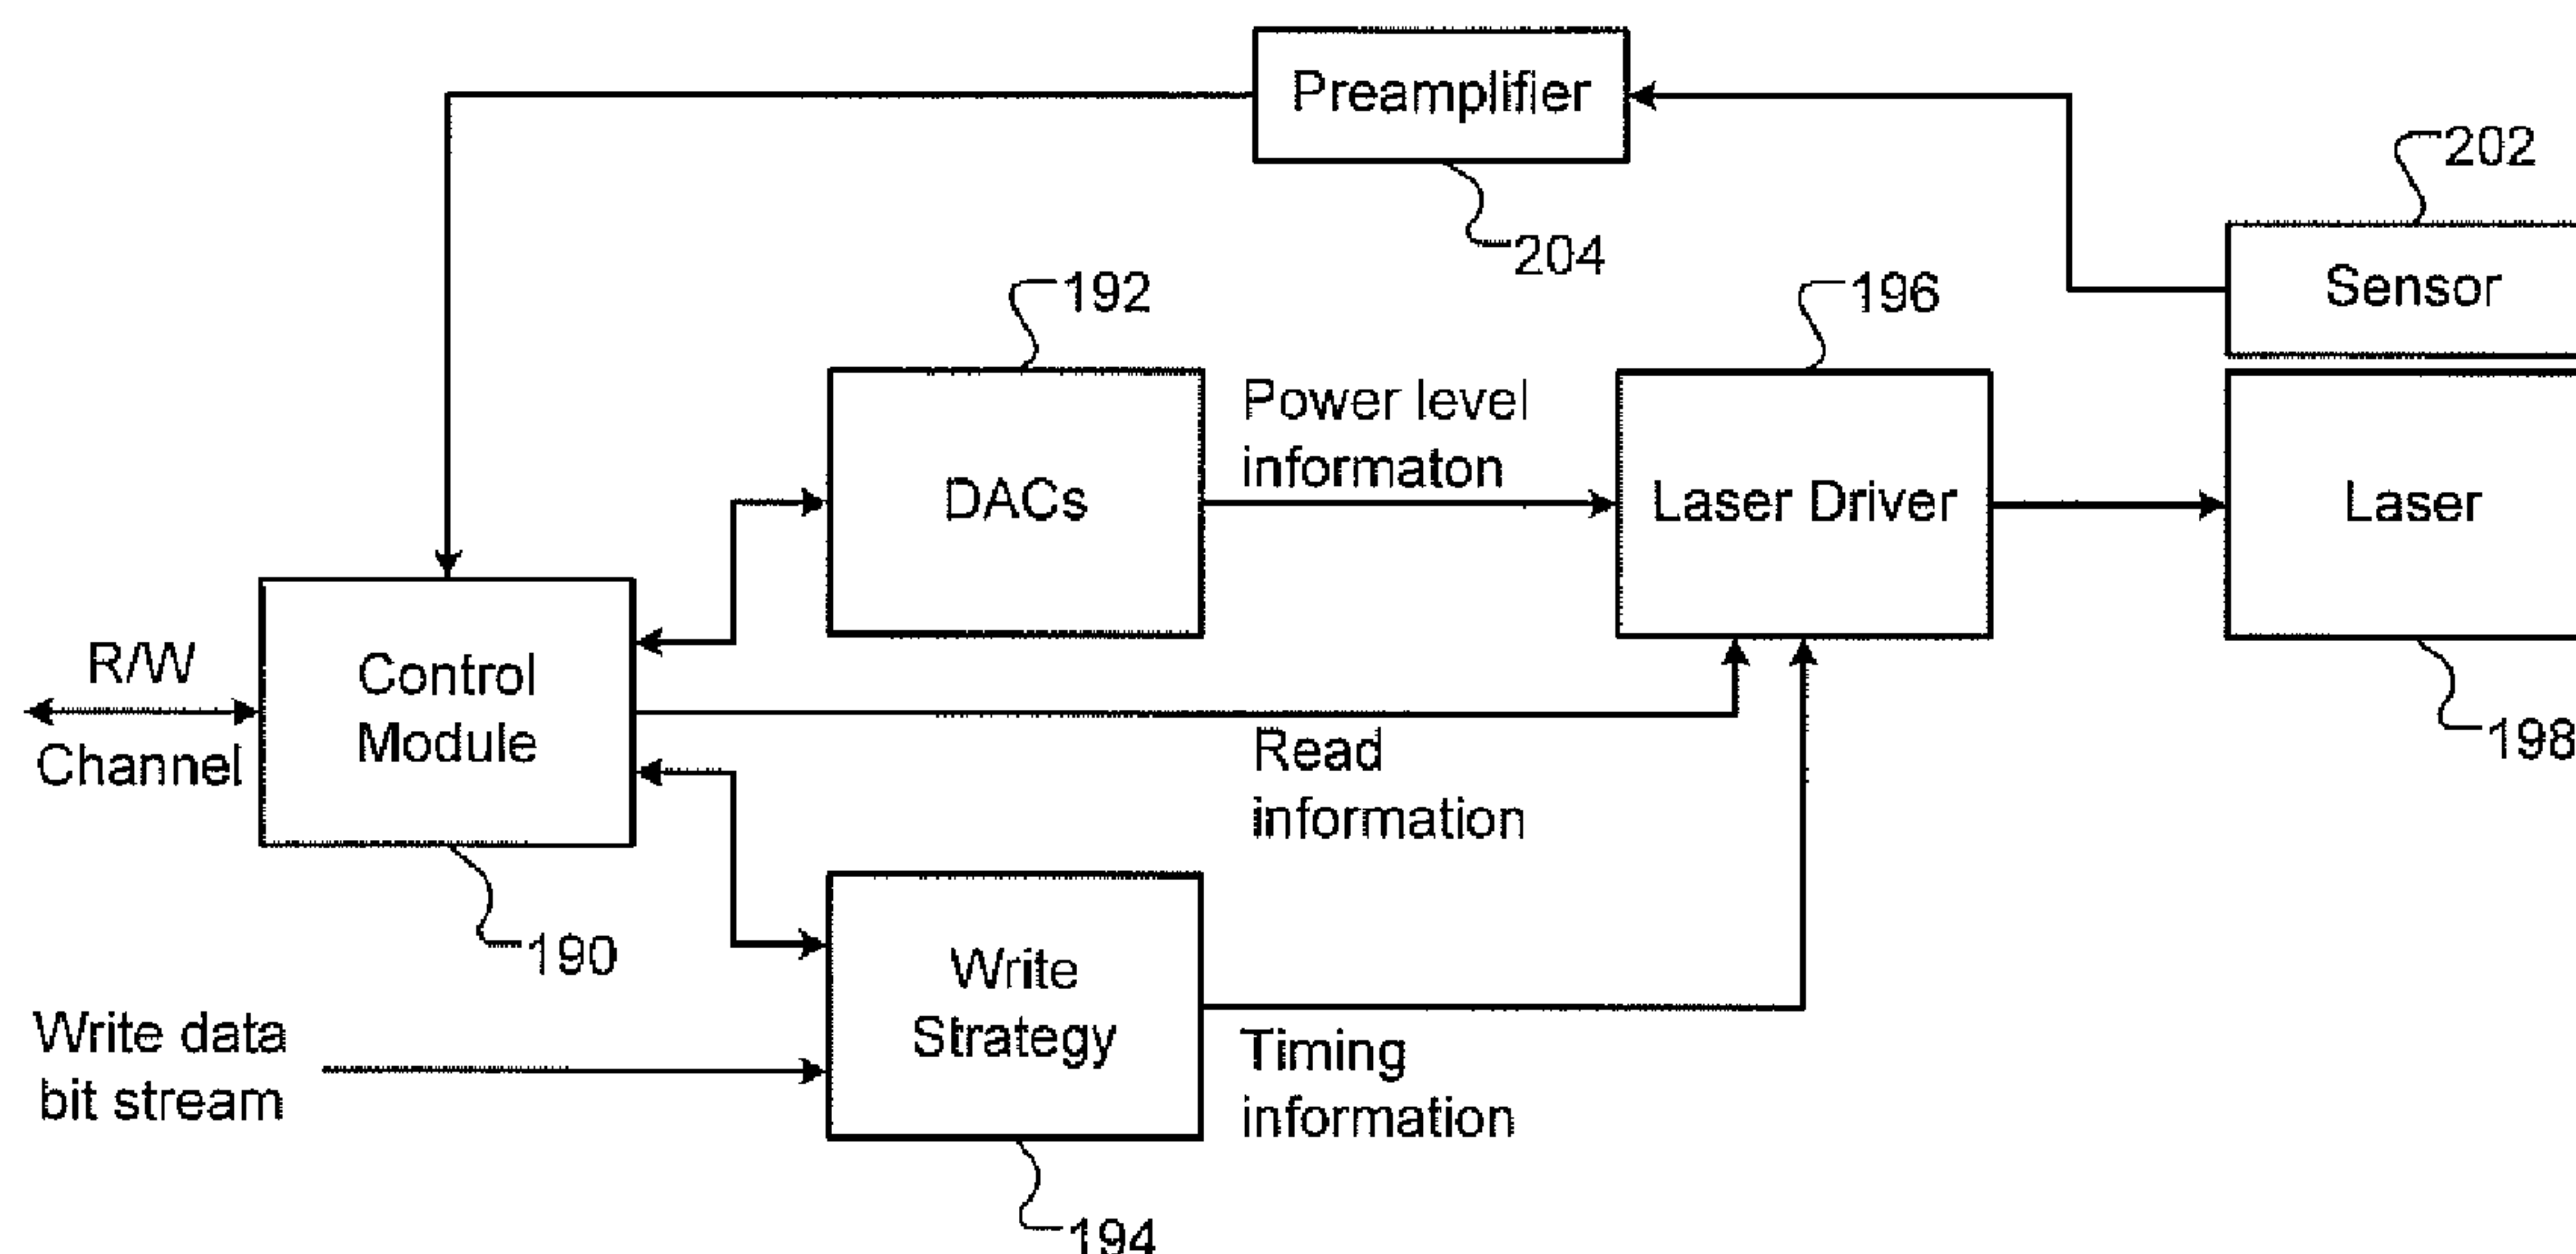 Preamplifier
204
202
Sensor
192
DACs
Power level
informaton
196
Laser Driver
Laser
198
R/W
Channel
Control
Module
190
Read
information
Write data
bit stream
Write
Strategy
194
Timing
information